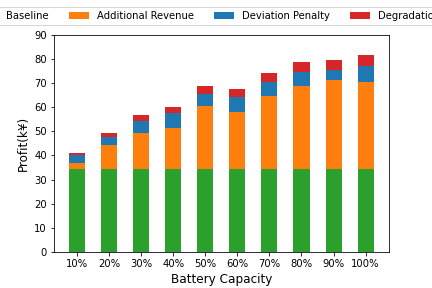 Baseline Additional Revenue Deviation Penalty Degradatio
90
80
70
60
50
40
30
20
10
0
Profit(k¥)
10% 20% 30% 40% 50% 60% 70% 80% 90% 100%
Battery Capacity